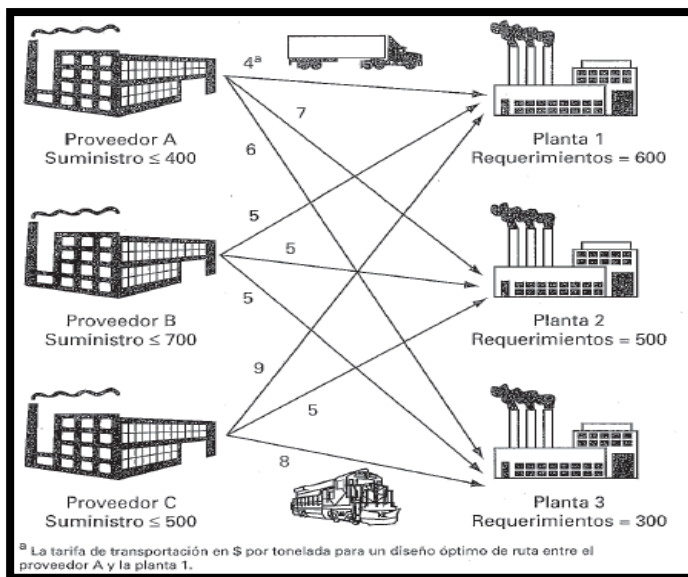 4ª
7
6
Proveedor A
Suministro ≤ 400
Planta 1
Requerimientos = 600
5
5
5
Proveedor B
Suministro ≤ 700
Planta 2
Requerimientos = 500
9
5
8
Proveedor C
Suministro ≤ 500
Planta 3
Requerimientos = 300
ª La tarifa de transportación en $ por tonelada para un diseño óptimo de ruta entre el
proveedor A y la planta 1.